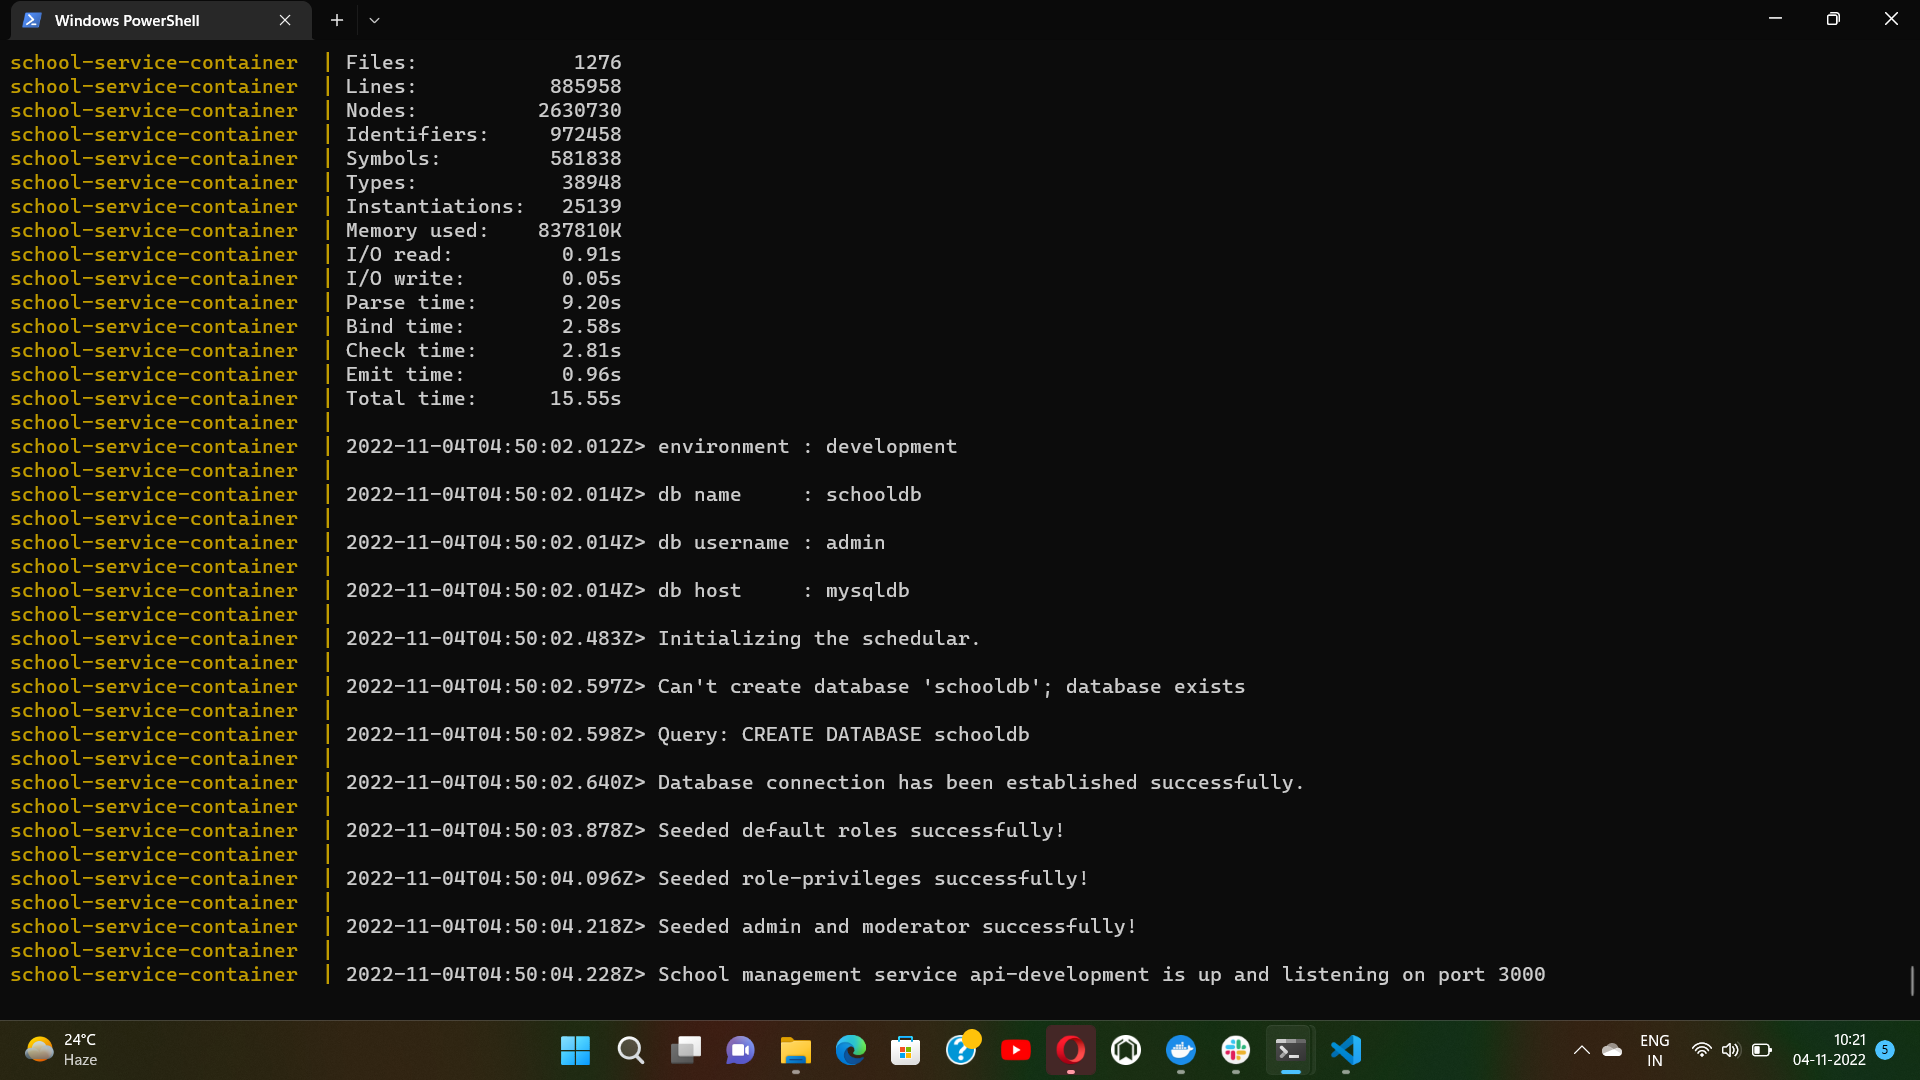 Windows PowerShell
school-service-container | Files: 1276
school-service-container | Lines: 885958
school-service-container | Nodes: 2630730
school-service-container | Identifiers: 972458
school-service-container | Symbols: 581838
school-service-container | Types: 38948
school-service-container | Instantiations: 25139
school-service-container | Memory used: 837810K
school-service-container | I/O read: 0.91s
school-service-container | I/O write: 0.05s
school-service-container | Parse time: 9.20s
school-service-container | Bind time: 2.58s
school-service-container | Check time: 2.81s
school-service-container | Emit time: 0.96s
school-service-container | Total time: 15.55s
school-service-container |
school-service-container | 2022-11-04T04:50:02.012Z> environment : development
school-service-container |
school-service-container | 2022-11-04T04:50:02.014Z> db name : schooldb
school-service-container |
school-service-container | 2022-11-04T04:50:02.014Z> db username : admin
school-service-container |
school-service-container | 2022-11-04T04:50:02.014Z> db host : mysqldb
school-service-container |
school-service-container | 2022-11-04T04:50:02.483Z> Initializing the schedular.
school-service-container |
school-service-container | 2022-11-04T04:50:02.597Z> Can't create database 'schooldb'; database exists
school-service-container |
school-service-container | 2022-11-04T04:50:02.598Z> Query: CREATE DATABASE schooldb
school-service-container |
school-service-container | 2022-11-04T04:50:02.640Z> Database connection has been established successfully.
school-service-container |
school-service-container | 2022-11-04T04:50:03.878Z> Seeded default roles successfully!
school-service-container |
school-service-container | 2022-11-04T04:50:04.096Z> Seeded role-privileges successfully!
school-service-container |
school-service-container | 2022-11-04T04:50:04.218Z> Seeded admin and moderator successfully!
school-service-container |
school-service-container | 2022-11-04T04:50:04.228Z> School management service api-development is up and listening on port 3000
24°C
Haze
ENG
IN
10:21
04-11-2022
5